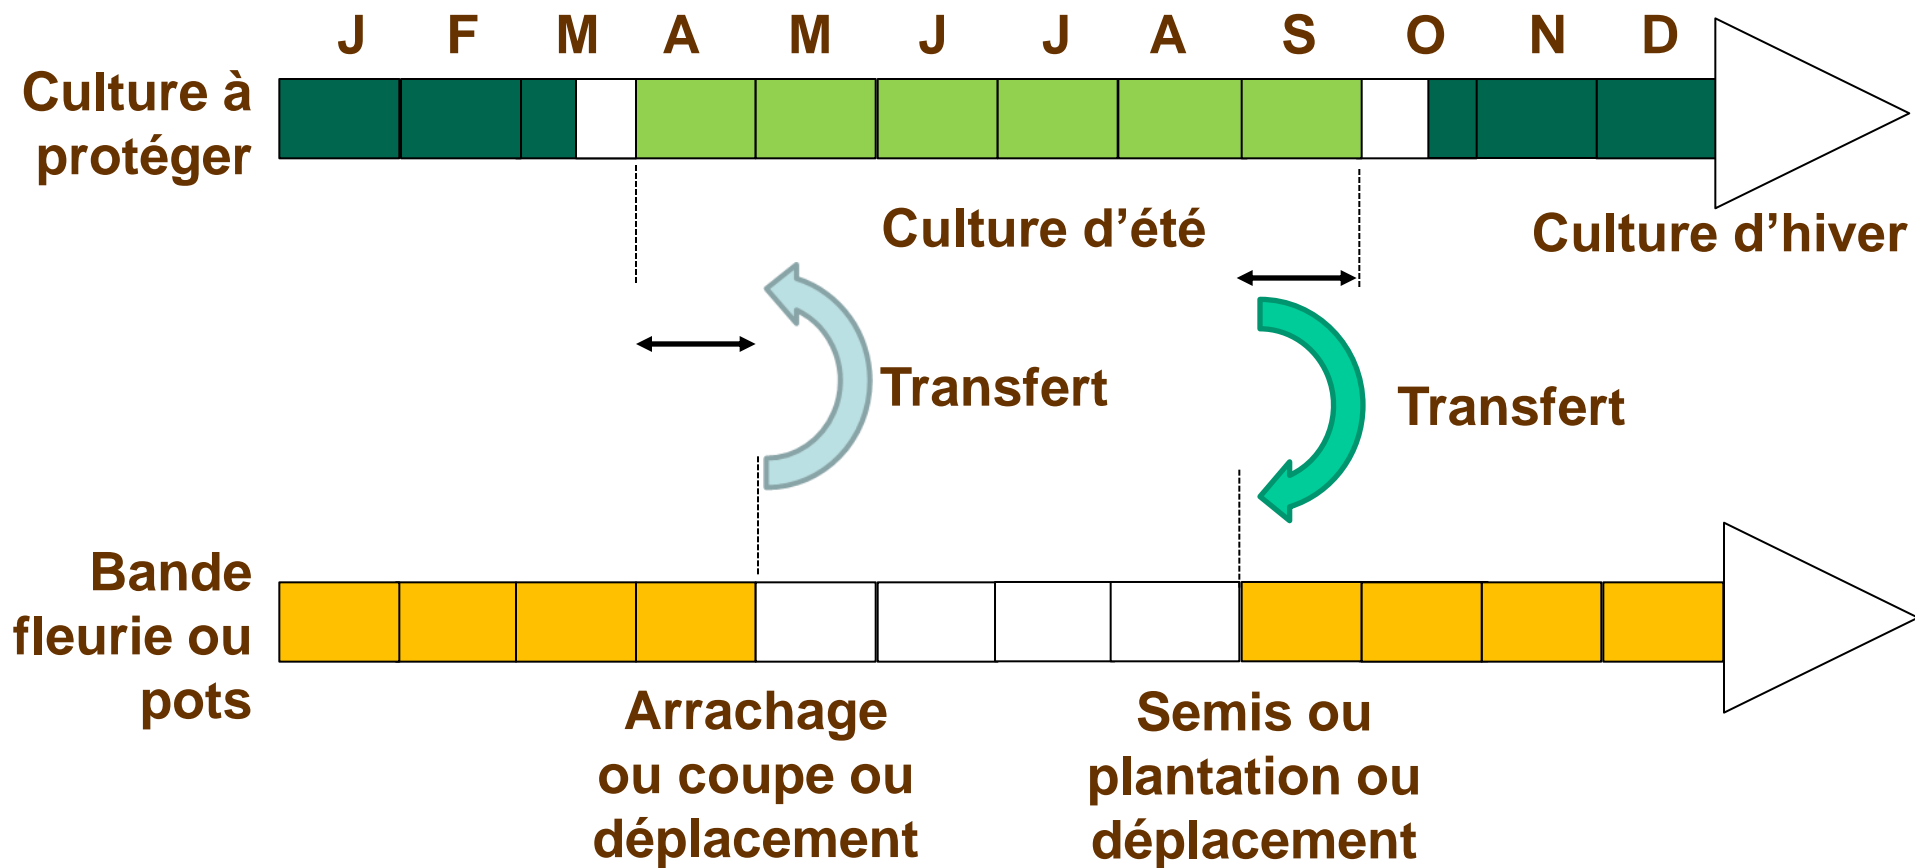 J F M A M J J A S O N D
Culture à
protéger
Culture d’été
Culture d’hiver
Transfert
Transfert
Bande
fleurie ou
pots
Arrachage
ou coupe ou
déplacement
Semis ou
plantation ou
déplacement